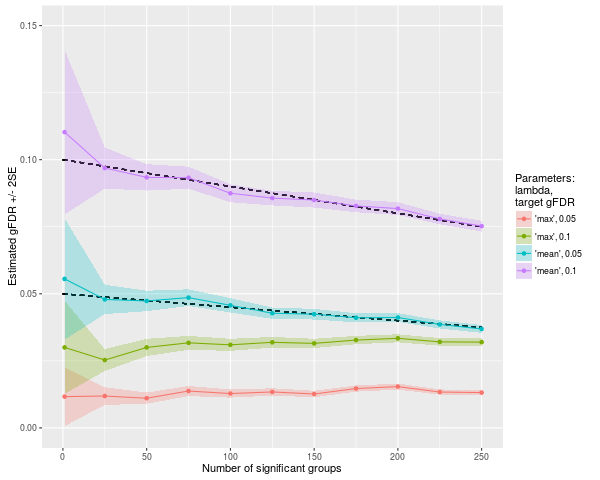 0.15
0.10
0.05
0.00
Estimated gFDR +/- 2SE
0
50
100
150
200
250
Number of significant groups
Parameters:
lambda,
target gFDR
'max', 0.05
'max', 0.1
'mean', 0.05
'mean', 0.1